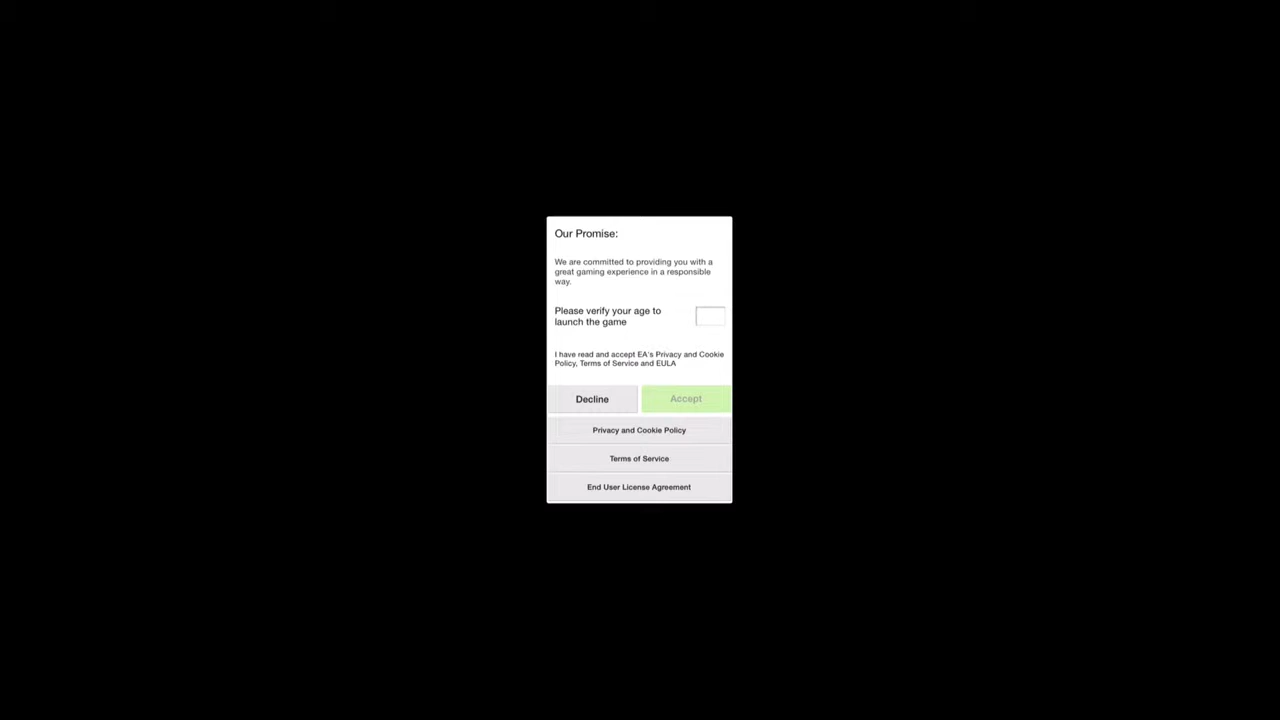 Our Promise:
We are committed to providing you with a
great gaming experience in a responsible
way.
Please verify your age to
launch the game
I have read and accept EA's Privacy and Cookie
Policy, Terms of Service and EULA
Decline
Accept
Privacy and Cookie Policy
Terms of Service
End User License Agreement